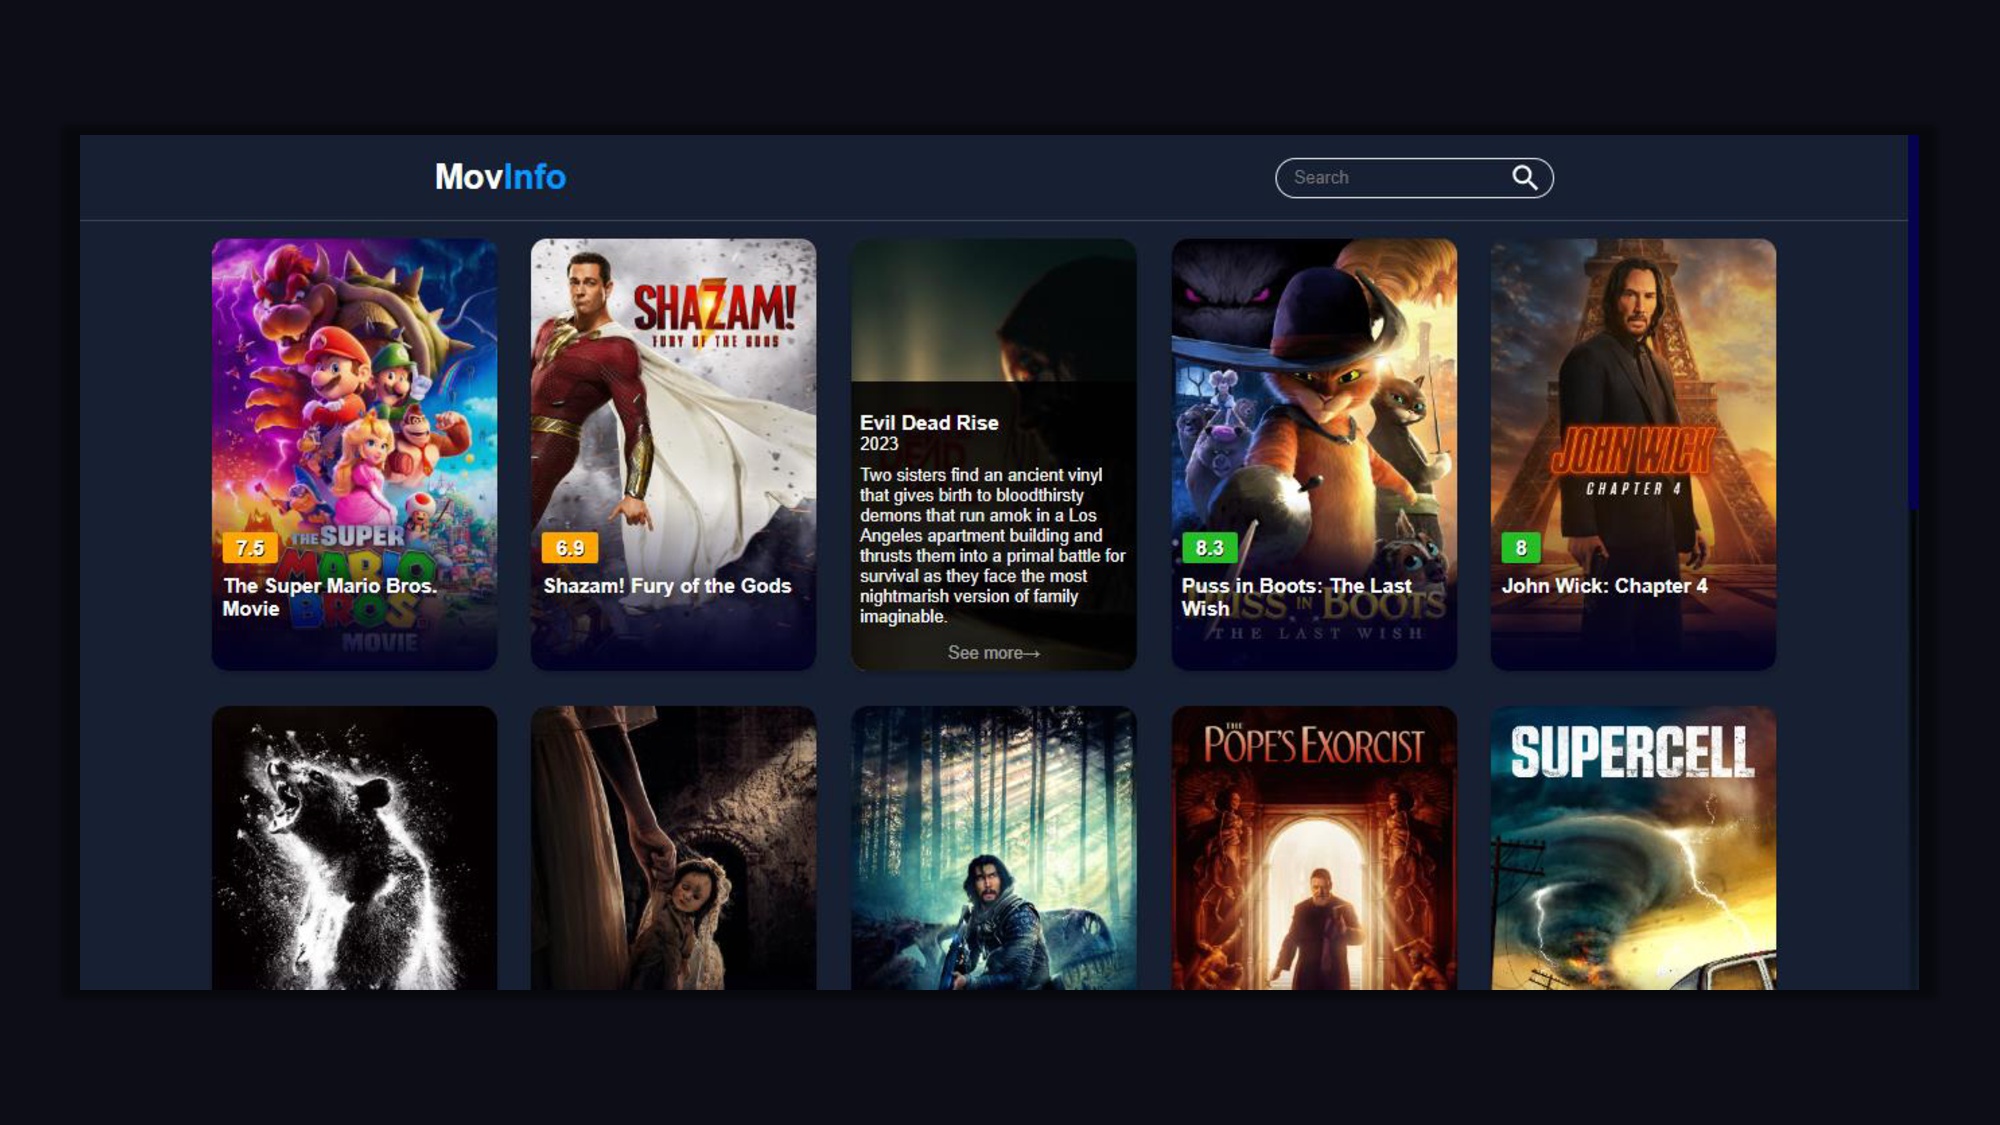 MovInfo
Search
SHAZAM!
FURY OF THE GODS
JOHN WICK
CHAPTER 4
THE SUPER
MARIO
BROS.
MOVIE
7.5
The Super Mario Bros.
Movie
6.9
Shazam! Fury of the Gods
Evil Dead Rise
2023
Two sisters find an ancient vinyl
that gives birth to bloodthirsty
demons that run amok in a Los
Angeles apartment building and
thrusts them into a primal battle for
survival as they face the most
nightmarish version of family
imaginable.
See more→
8.3
Puss in Boots: The Last
Wish
PUSS IN BOOTS
THE LAST WISH
8
John Wick: Chapter 4
THE
POPE'S EXORCIST
SUPERCELL